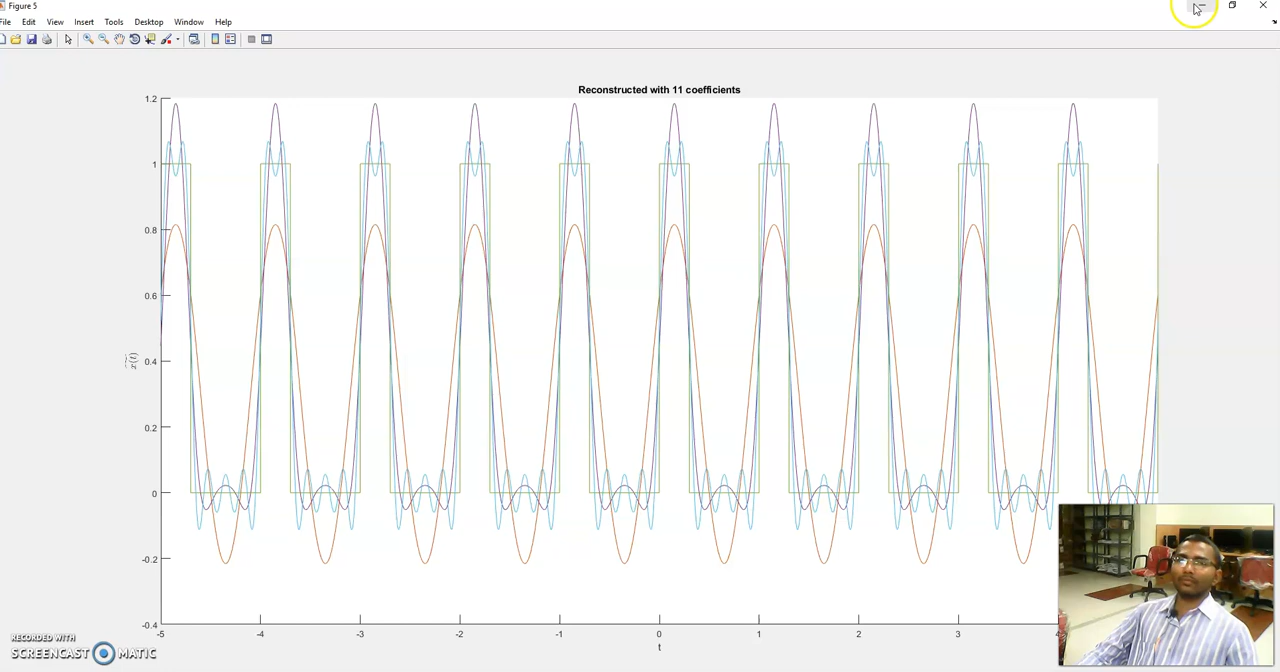 Figure 5
File Edit View Insert Tools Desktop Window Help
Reconstructed with 11 coefficients
1.2
1
0.8
0.6
x(t)
0.4
0.2
0
-0.2
-0.4
-5 -4 -3 -2 -1 0 1 2 3
t
RECORDED WITH
SCREENCAST MATIC